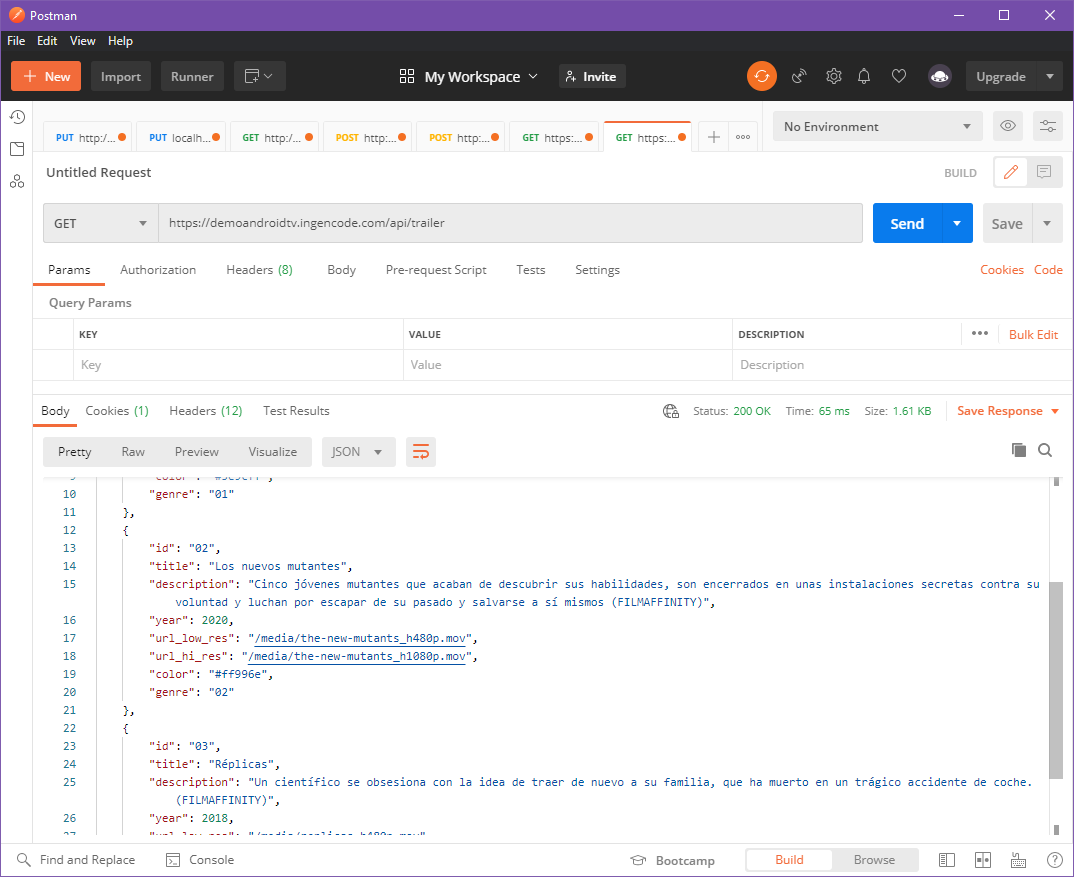 Postman
File Edit View Help
New Import Runner My Workspace Invite Upgrade
PUT http:/... PUT localh... GET http:/... POST http:... POST http:... GET https:... GET https:... No Environment
Untitled Request BUILD
GET https://demoandroidtv.ingencode.com/api/trailer Send Save
Params Authorization Headers (8) Body Pre-request Script Tests Settings Cookies Code
Query Params
KEY VALUE DESCRIPTION ••• Bulk Edit
Key Value Description
Body Cookies (1) Headers (12) Test Results Status: 200 OK Time: 65 ms Size: 1.61 KB Save Response
Pretty Raw Preview Visualize JSON
10 "genre": "01"
11 },
12 {
13 "id": "02",
14 "title": "Los nuevos mutantes",
15 "description": "Cinco jóvenes mutantes que acaban de descubrir sus habilidades, son encerrados en unas instalaciones secretas contra su
voluntad y luchan por escapar de su pasado y salvarse a sí mismos (FILMAFFINITY)",
16 "year": 2020,
17 "url_low_res": "/media/the-new-mutants_h480p.mov",
18 "url_hi_res": "/media/the-new-mutants_h1080p.mov",
19 "color": "#ff996e",
20 "genre": "02"
21 },
22 {
23 "id": "03",
24 "title": "Réplicas",
25 "description": "Un científico se obsesiona con la idea de traer de nuevo a su familia, que ha muerto en un trágico accidente de coche.
(FILMAFFINITY)",
26 "year": 2018,
Find and Replace Console Bootcamp Build Browse